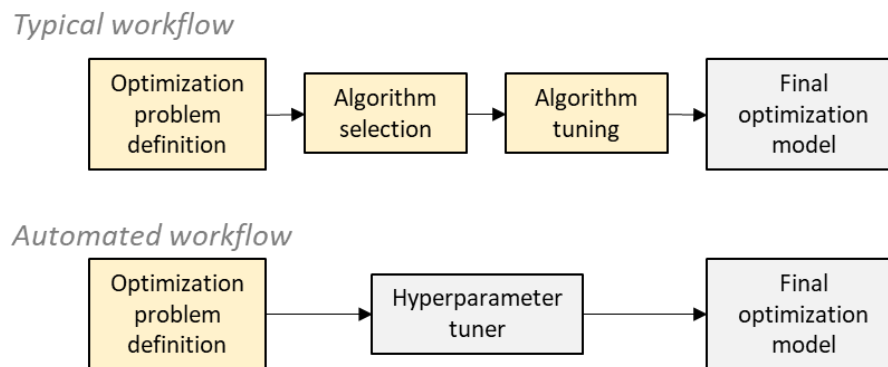 Typical workflow
Optimization
problem
definition
Algorithm
selection
Algorithm
tuning
Final
optimization
model
Automated workflow
Optimization
problem
definition
Hyperparameter
tuner
Final
optimization
model